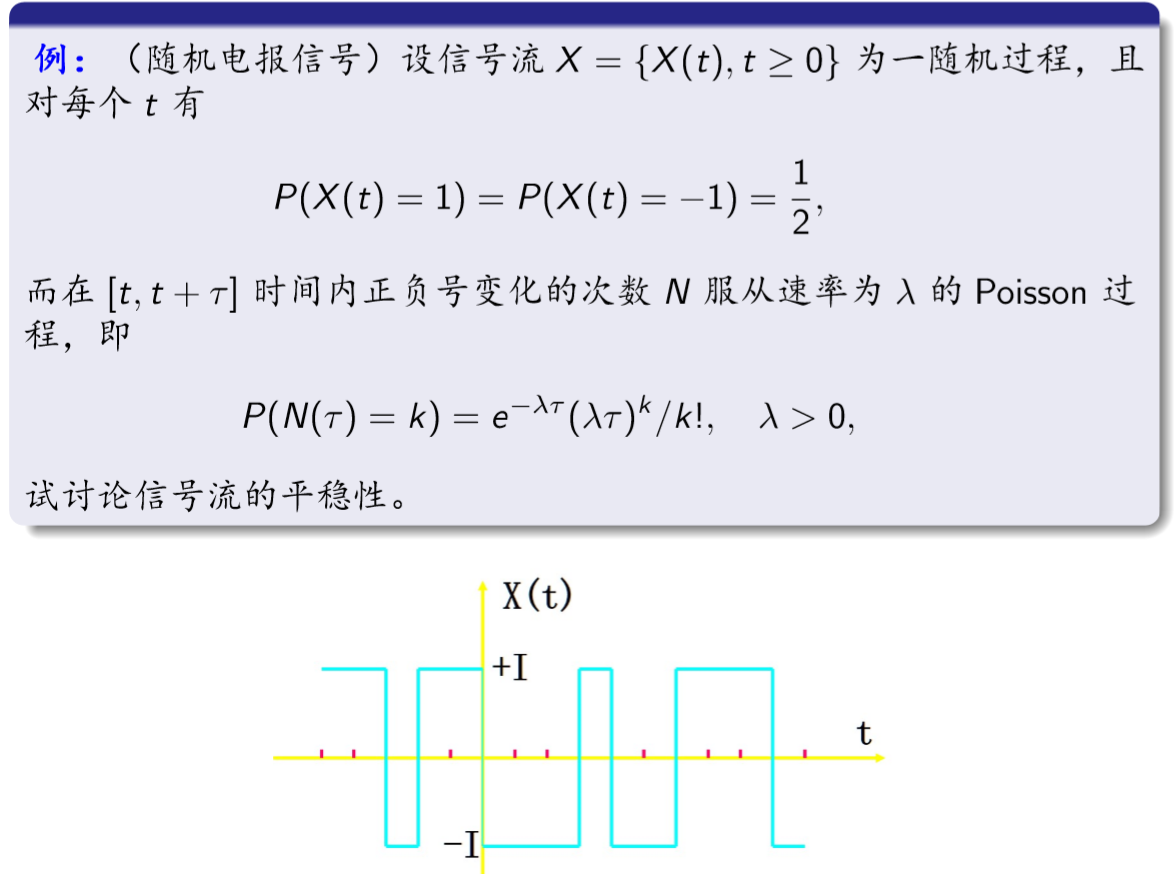 例：（随机电报信号）设信号流 X = {X(t), t ≥ 0} 为一随机过程，且
对每个 t 有
P(X(t) = 1) = P(X(t) = −1) = 1/2,
而在 [t, t + τ] 时间内正负号变化的次数 N 服从速率为 λ 的 Poisson 过
程，即
P(N(τ) = k) = e^{−λτ}(λτ)^k/k!, λ > 0,
试讨论信号流的平稳性。
X(t)
+I
t
−I